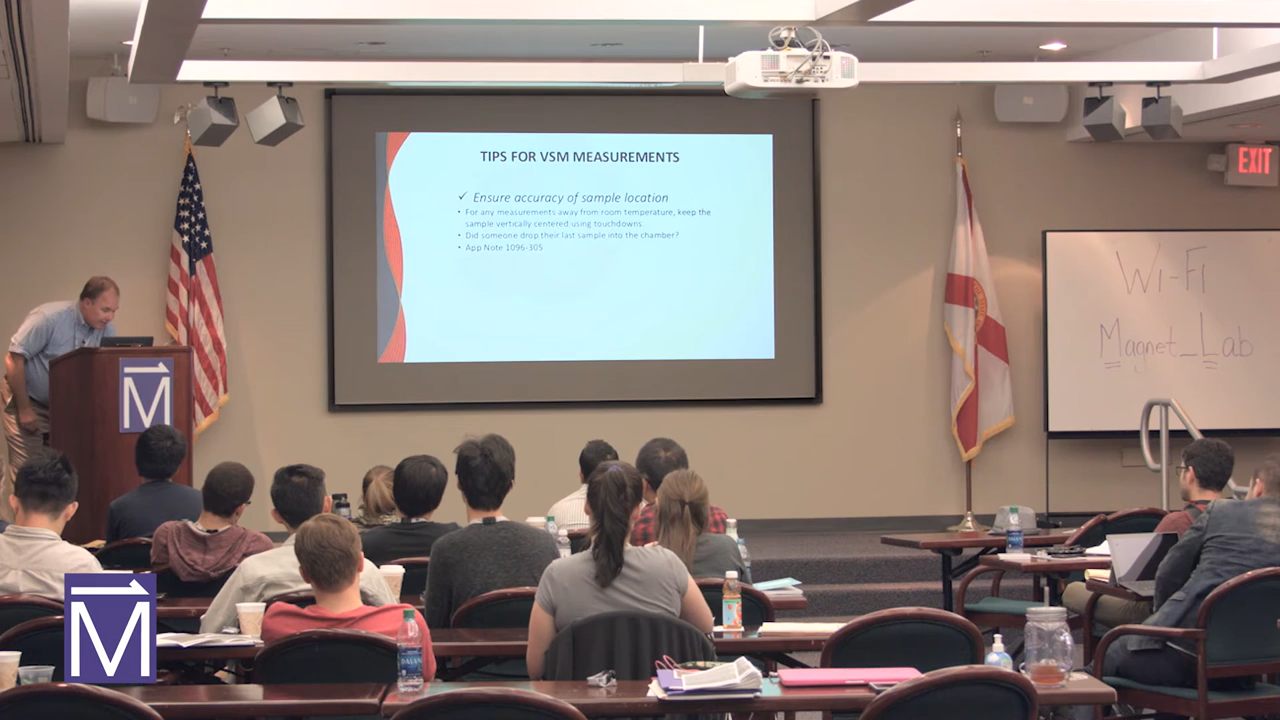 TIPS FOR VSM MEASUREMENTS
✓ Ensure accuracy of sample location
• For any measurements away from room temperature, keep the
sample vertically centered using touchdowns.
• Did someone drop their last sample into the chamber?
• App Note 1096-305
EXIT
Wi-Fi
Magnet_Lab
M
M
DASANI